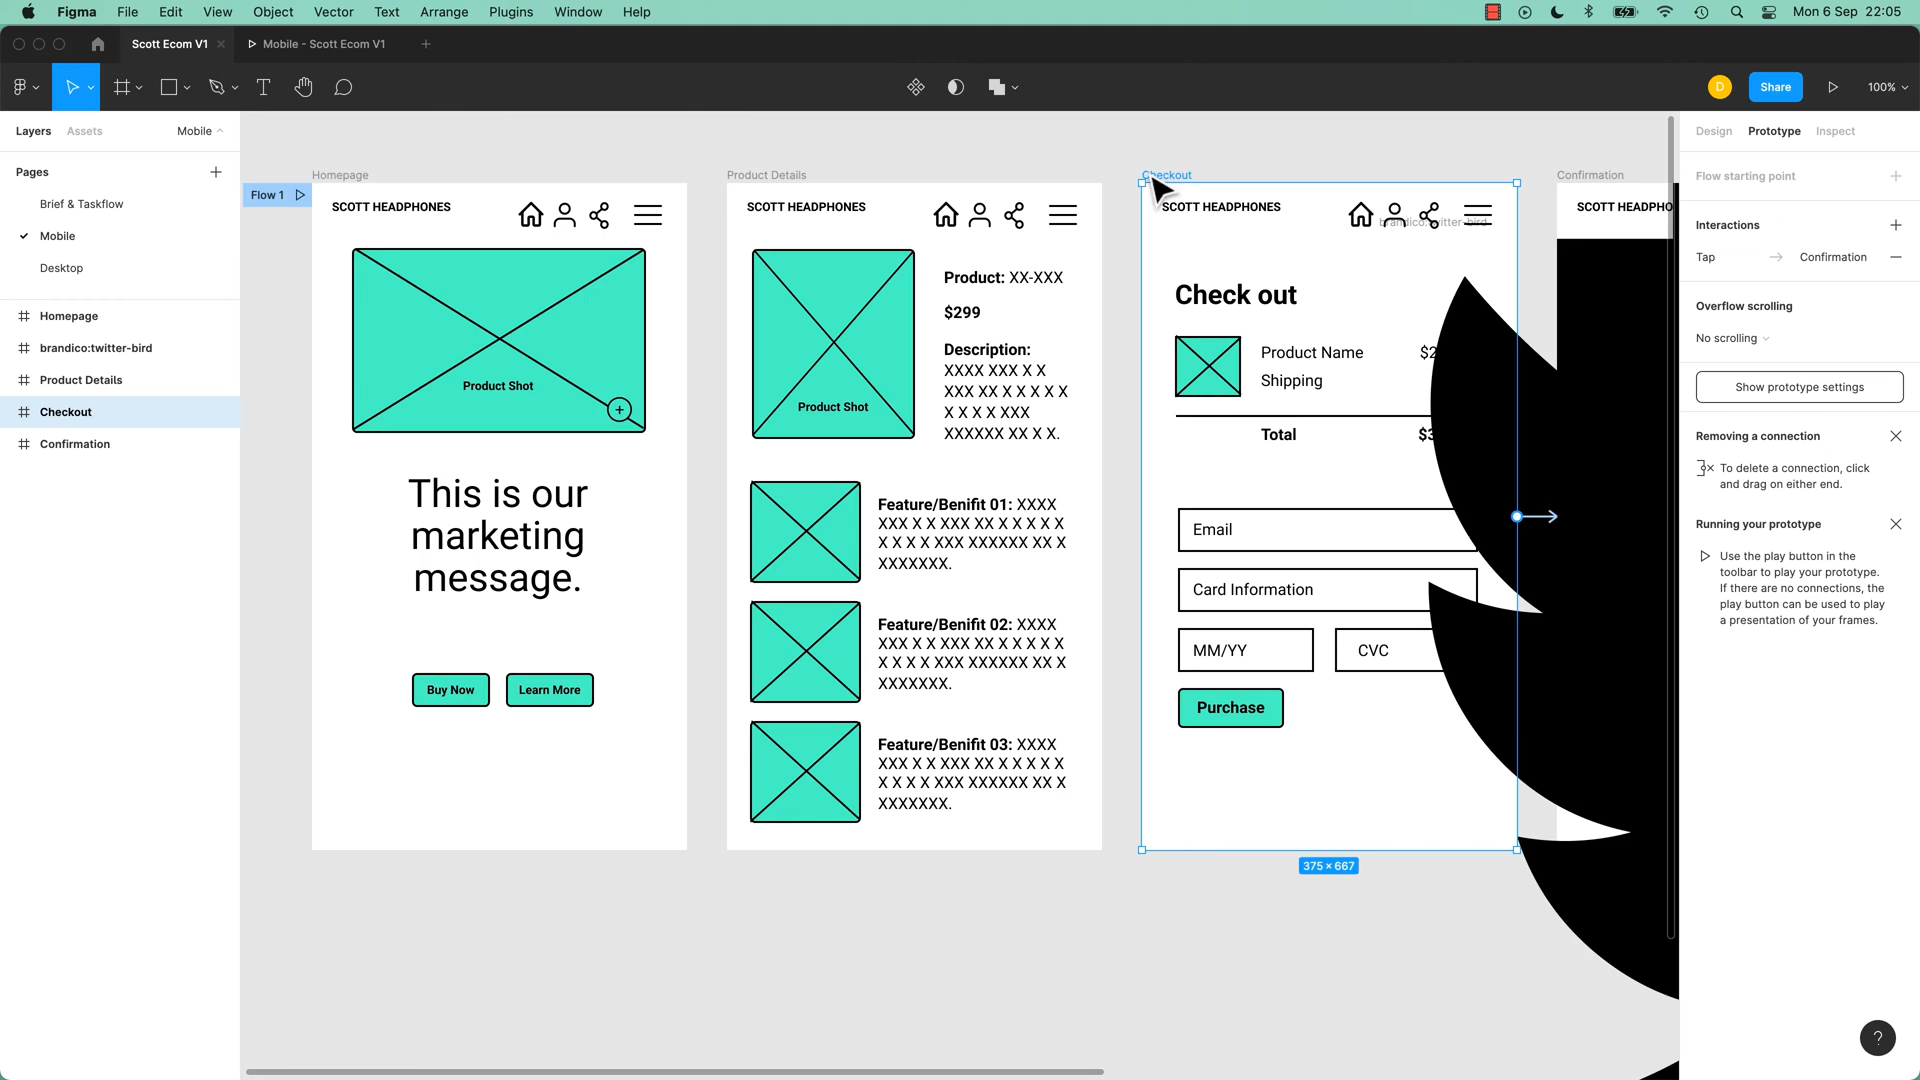 Figma File Edit View Object Vector Text Arrange Plugins Window Help
Mon 6 Sep 22:05
Scott Ecom V1
Mobile - Scott Ecom V1
D
Share
100%
Layers
Assets
Mobile
Pages
Brief & Taskflow
Mobile
Desktop
Homepage
brandico:twitter-bird
Product Details
Checkout
Confirmation
Homepage
Flow 1
SCOTT HEADPHONES
Product Shot
+
This is our
marketing
message.
Buy Now
Learn More
Product Details
SCOTT HEADPHONES
Product Shot
Product: XX-XXX
$299
Description:
XXXX XXX X X
XXX XX X X X X X
X X X X XXX
XXXXXX XX X X.
Feature/Benifit 01: XXXX
XXX X X XXX XX X X X X X
X X X X XXX XXXXXX XX X
XXXXXXX.
Feature/Benifit 02: XXXX
XXX X X XXX XX X X X X X
X X X X XXX XXXXXX XX X
XXXXXXX.
Feature/Benifit 03: XXXX
XXX X X XXX XX X X X X X
X X X X XXX XXXXXX XX X
XXXXXXX.
Checkout
SCOTT HEADPHONES
brandico:twitter-bird
Check out
Product Name
Shipping
Total
Email
Card Information
MM/YY
CVC
Purchase
375 × 667
Confirmation
SCOTT HEADPHO
Design
Prototype
Inspect
Flow starting point
Interactions
Tap
Confirmation
Overflow scrolling
No scrolling
Show prototype settings
Removing a connection
To delete a connection, click
and drag on either end.
Running your prototype
Use the play button in the
toolbar to play your prototype.
If there are no connections, the
play button can be used to play
a presentation of your frames.
?